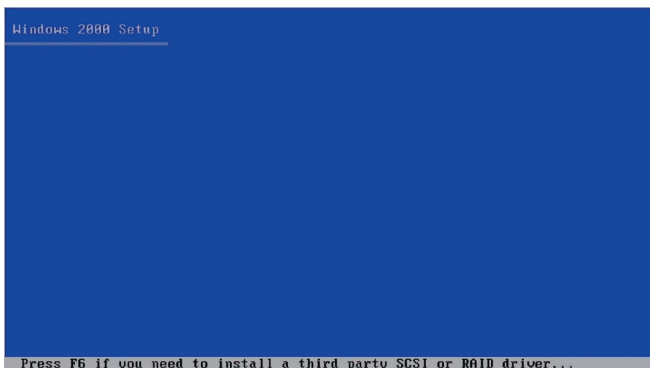 Windows 2000 Setup
Press F6 if you need to install a third party SCSI or RAID driver...